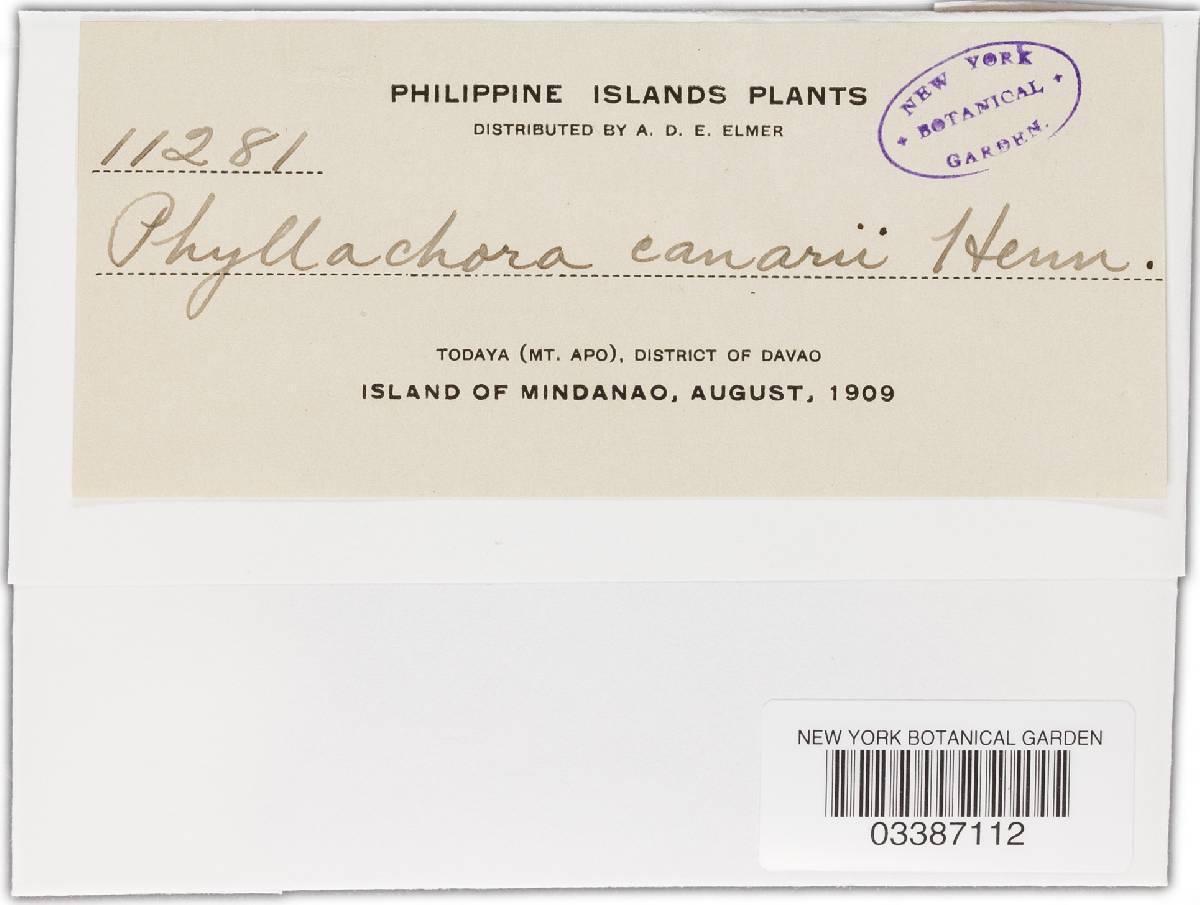 PHILIPPINE ISLANDS PLANTS
DISTRIBUTED BY A. D. E. ELMER
NEW YORK
BOTANICAL
GARDEN.
11281
Phyllachora canarii Henn.
TODAYA (MT. APO), DISTRICT OF DAVAO
ISLAND OF MINDANAO, AUGUST, 1909
NEW YORK BOTANICAL GARDEN
03387112